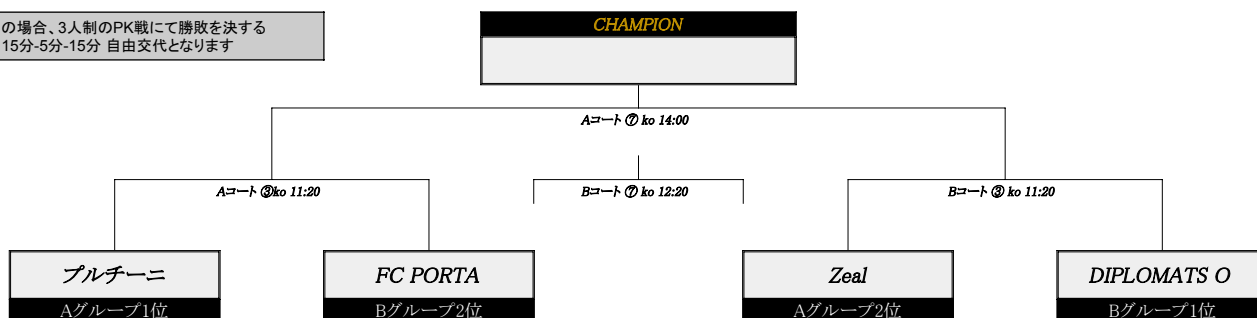 の場合、3人制のPK戦にて勝敗を決する
15分-5分-15分 自由交代となります
CHAMPION
Aコート ⑦ ko 14:00
Aコート ③ko 11:20
Bコート ⑦ ko 12:20
Bコート ③ ko 11:20
プルチーニ
FC PORTA
Zeal
DIPLOMATS O
Aグループ1位
Bグループ2位
Aグループ2位
Bグループ1位